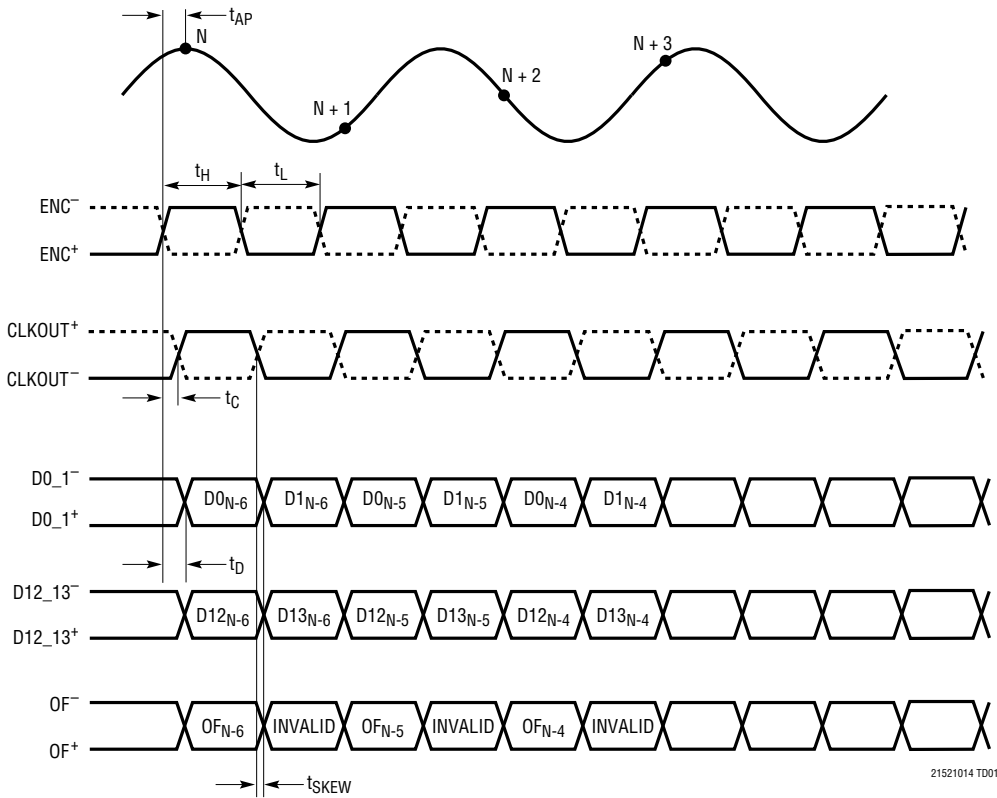 t_AP
N
N + 1
N + 2
N + 3
t_H
t_L
ENC⁻
ENC⁺
CLKOUT⁺
CLKOUT⁻
t_C
D0_1⁻
D0_1⁺
D0_N-6 D1_N-6 D0_N-5 D1_N-5 D0_N-4 D1_N-4
t_D
D12_13⁻
D12_13⁺
D12_N-6 D13_N-6 D12_N-5 D13_N-5 D12_N-4 D13_N-4
OF⁻
OF⁺
OF_N-6 INVALID OF_N-5 INVALID OF_N-4 INVALID
t_SKEW
21521014 TD01